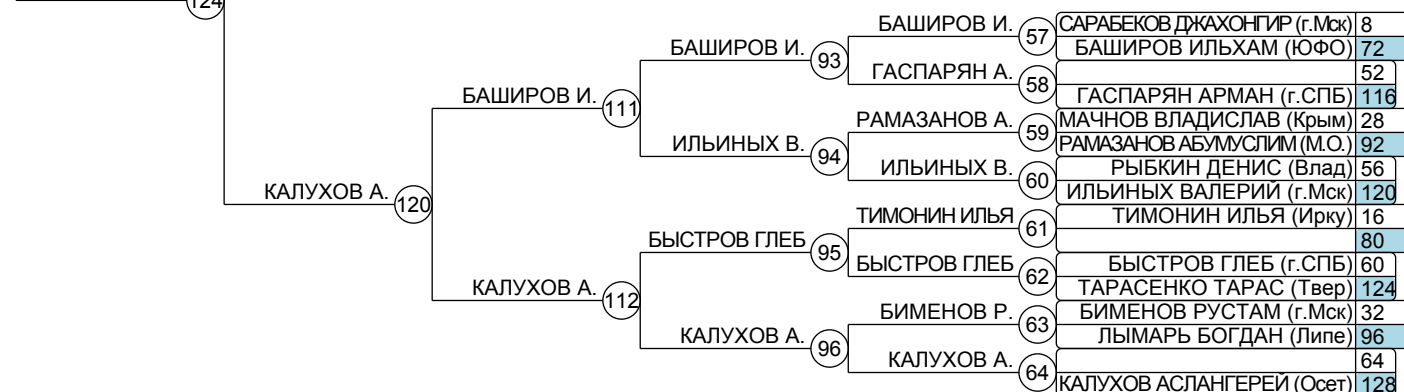 124
БАШИРОВ И. 57 САРАБЕКОВ ДЖАХОНГИР (г.Мск) 8
БАШИРОВ И. 93 БАШИРОВ ИЛЬХАМ (ЮФО) 72
ГАСПАРЯН А. 58 52
БАШИРОВ И. 111 ГАСПАРЯН АРМАН (г.СПБ) 116
РАМАЗАНОВ А. 59 МАЧНОВ ВЛАДИСЛАВ (Крым) 28
ИЛЬИНЫХ В. 94 РАМАЗАНОВ АБУМУСЛИМ (М.О.) 92
ИЛЬИНЫХ В. 60 РЫБКИН ДЕНИС (Влад) 56
КАЛУХОВ А. 120 ИЛЬИНЫХ ВАЛЕРИЙ (г.Мск) 120
ТИМОНИН ИЛЬЯ 61 ТИМОНИН ИЛЬЯ (Ирку) 16
БЫСТРОВ ГЛЕБ 95 80
БЫСТРОВ ГЛЕБ 62 БЫСТРОВ ГЛЕБ (г.СПБ) 60
КАЛУХОВ А. 112 ТАРАСЕНКО ТАРАС (Твер) 124
БИМЕНОВ Р. 63 БИМЕНОВ РУСТАМ (г.Мск) 32
КАЛУХОВ А. 96 ЛЫМАРЬ БОГДАН (Липе) 96
КАЛУХОВ А. 64 64
КАЛУХОВ АСЛАНГЕРЕЙ (Осет) 128